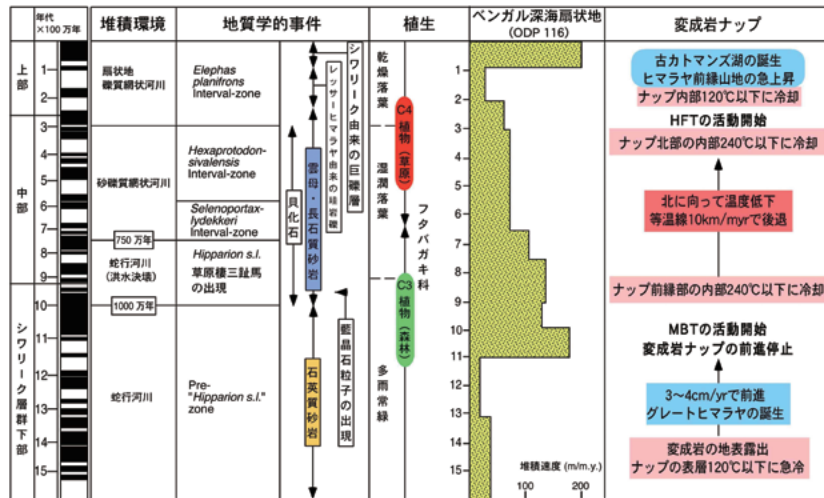 年代
×100万年
堆積環境
地質学的事件
植生
ベンガル深海扇状地
(ODP 116)
変成岩ナップ
上部
中部
シワリーク層群下部
1
2
3
4
5
6
7
8
9
10
11
12
13
14
15
扇状地
礫質網状河川
砂礫質網状河川
750 万年
蛇行河川
(洪水決壊)
1000 万年
蛇行河川
Elephas
planifrons
Interval-zone
Hexaprotodon-
sivalensis
Interval-zone
Selenoportax-
lydekkeri
Interval-zone
Hipparion s.l.
草原棲三趾馬
の出現
Pre-
"Hipparion s.l."
zone
貝化石
雲母・長石質砂岩
石英質砂岩
レッサーヒマラヤ由来の珪岩礫
シワリーク由来の巨礫層
藍晶石粒子の出現
乾燥落葉
湿潤落葉
多雨常緑
C4植物(草原)
C3植物(森林)
フタバガキ科
1
2
3
4
5
6
7
8
9
10
11
12
13
14
15
堆積速度 (m/m.y.)
100
200
古カトマンズ湖の誕生
ヒマラヤ前縁山地の急上昇
ナップ内部120℃以下に冷却
HFTの活動開始
ナップ北部の内部240℃以下に冷却
北に向って温度低下
等温線10km/myrで後退
ナップ前縁部の内部240℃以下に冷却
MBTの活動開始
変成岩ナップの前進停止
3〜4cm/yrで前進
グレートヒマラヤの誕生
変成岩の地表露出
ナップの表層120℃以下に急冷